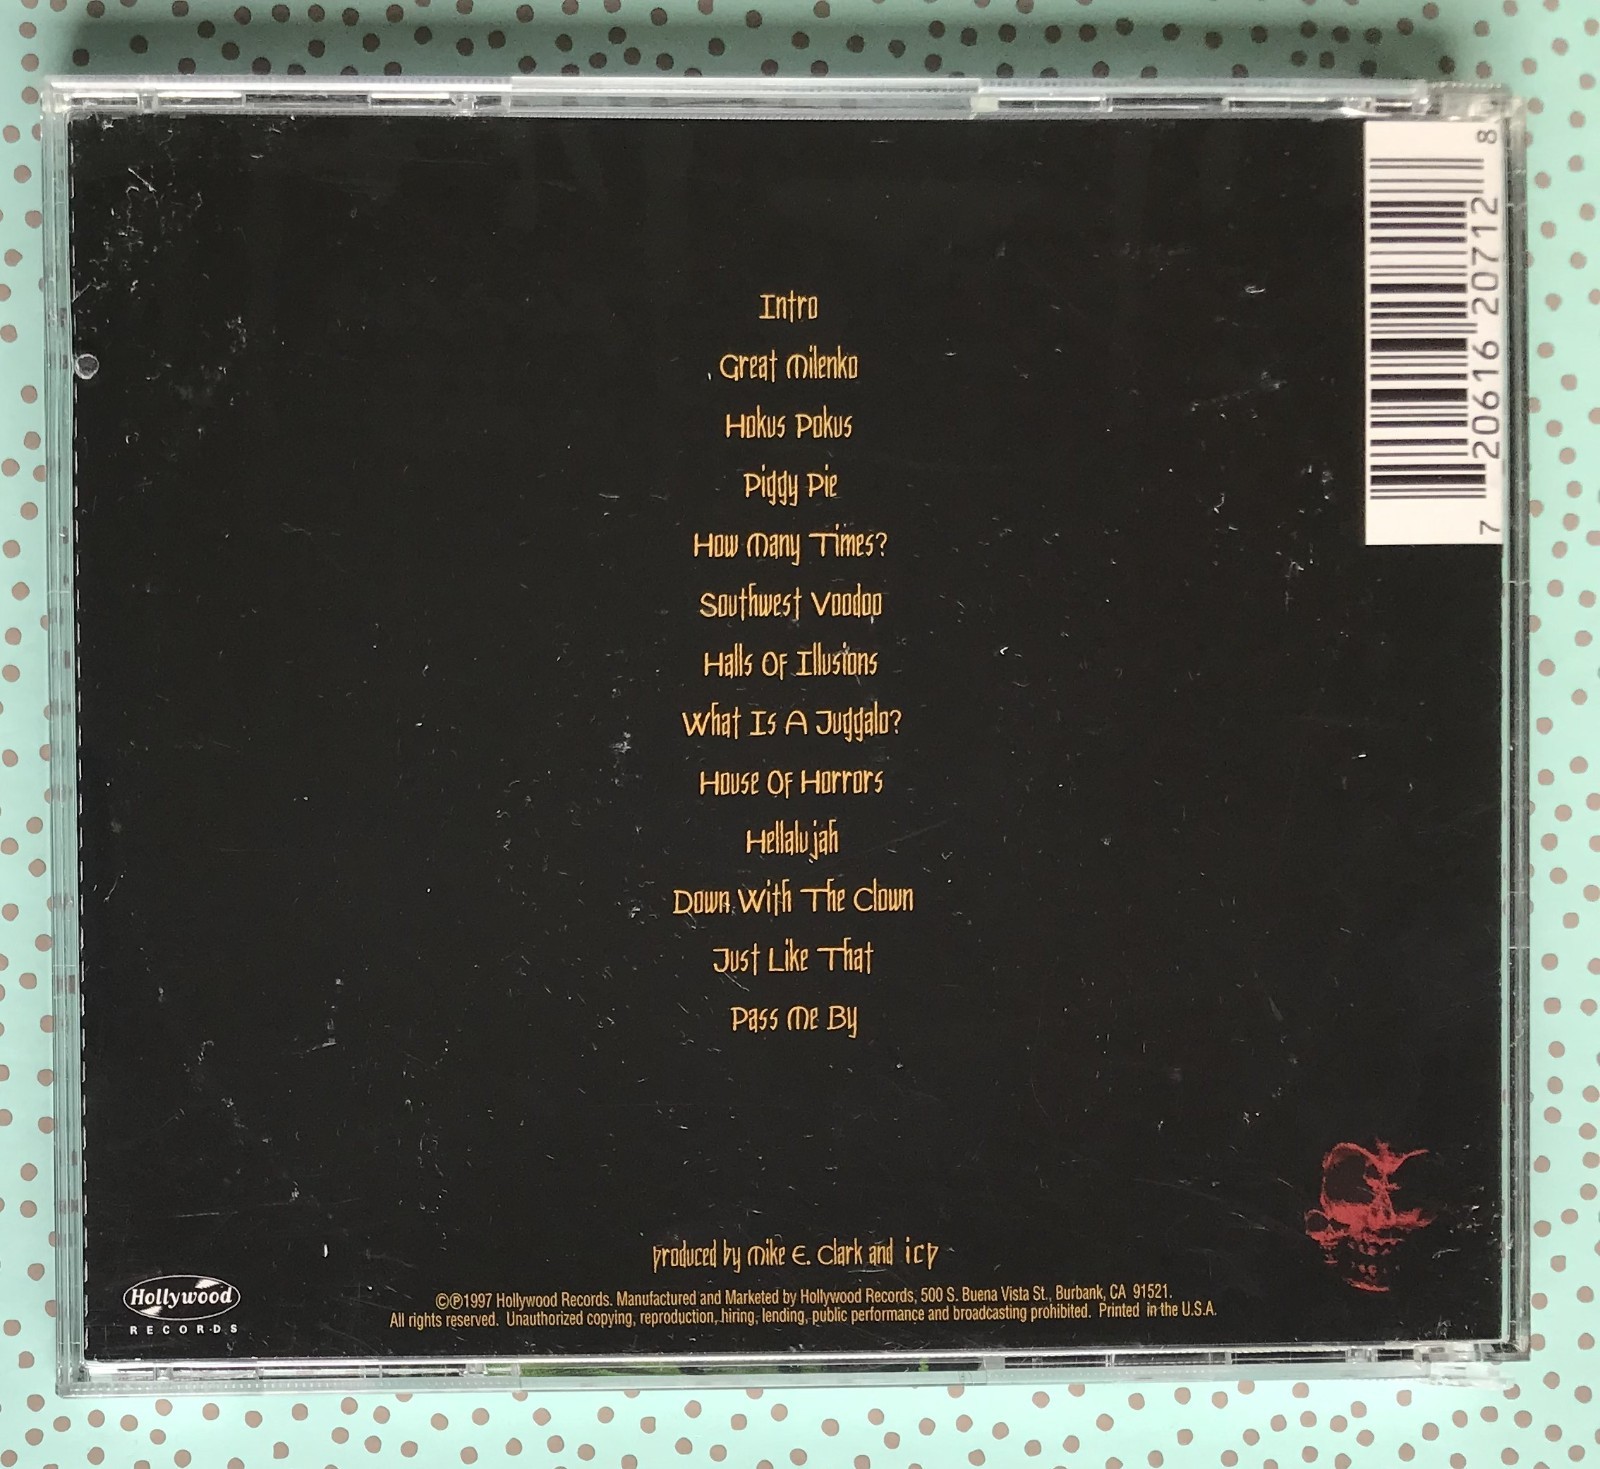 Intro
Great Milenko
Hokus Pokus
Piggy Pie
How Many Times?
Southwest Voodoo
Halls Of Illusions
What Is A Juggalo?
House Of Horrors
Hellalujah
Down With The Clown
Just Like That
Pass Me By
produced by Mike E. Clark and icp
©℗1997 Hollywood Records. Manufactured and Marketed by Hollywood Records, 500 S. Buena Vista St., Burbank, CA 91521.
All rights reserved. Unauthorized copying, reproduction, hiring, lending, public performance and broadcasting prohibited. Printed in the U.S.A.
Hollywood
RECORDS
7 20616 20712 8